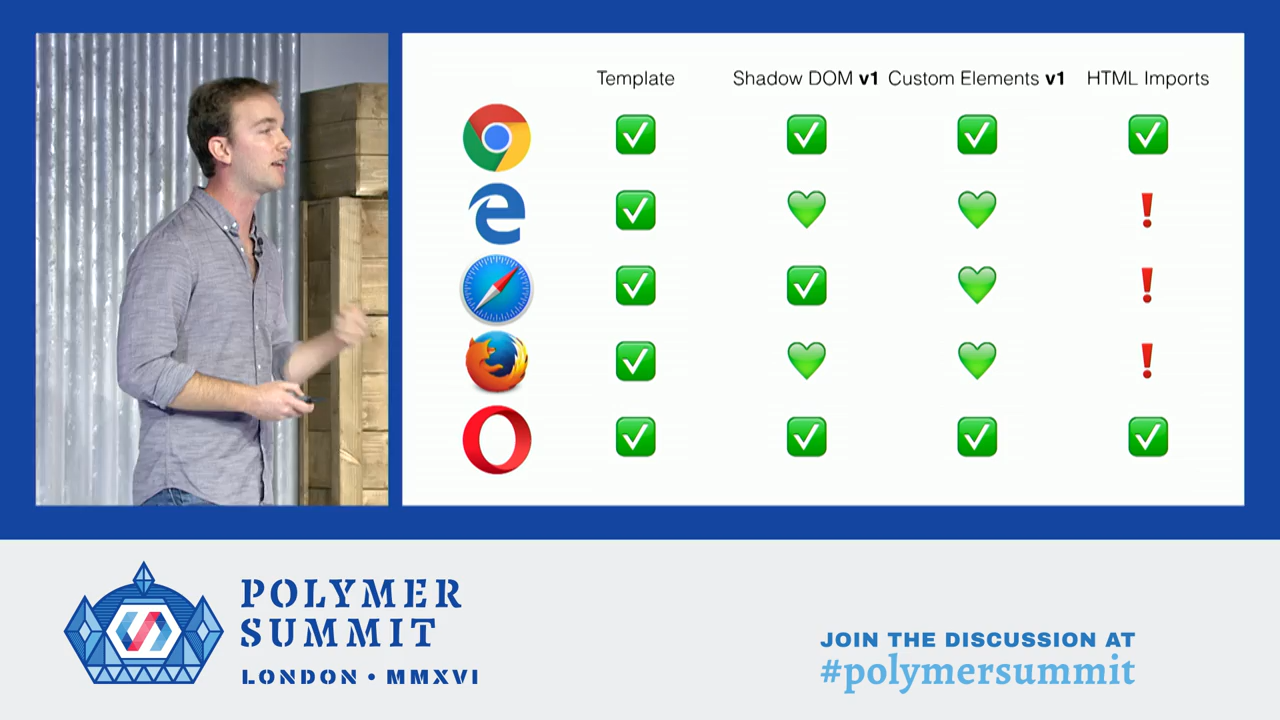 Template Shadow DOM v1 Custom Elements v1 HTML Imports
POLYMER
SUMMIT
LONDON • MMXVI
JOIN THE DISCUSSION AT
#polymersummit